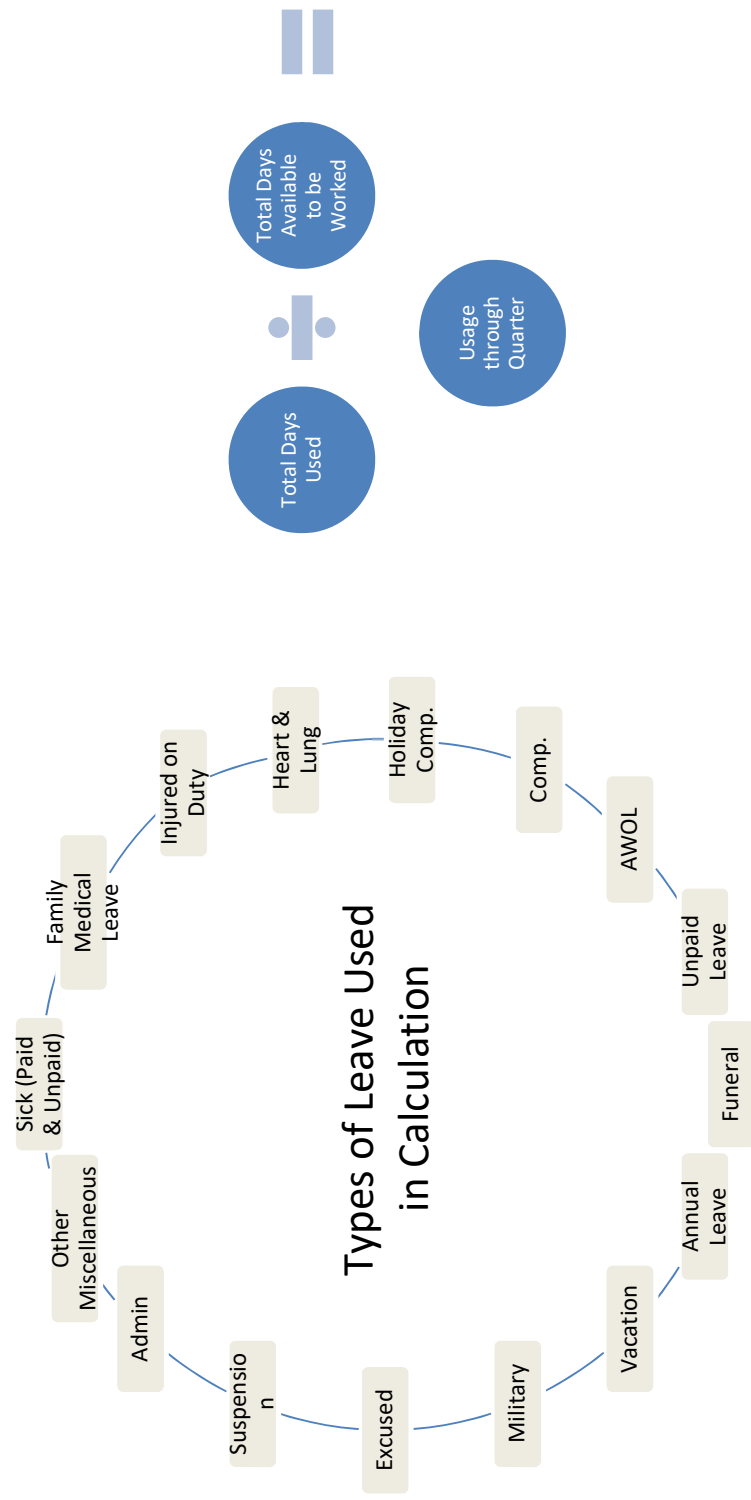 Types of Leave Used
in Calculation
Sick (Paid
& Unpaid)
Family
Medical
Leave
Injured on
Duty
Heart &
Lung
Holiday
Comp.
Comp.
AWOL
Unpaid
Leave
Funeral
Annual
Leave
Vacation
Military
Excused
Suspensio
n
Admin
Other
Miscellaneous
Total Days
Used
÷
Total Days
Available
to be
Worked
=
Usage
through
Quarter